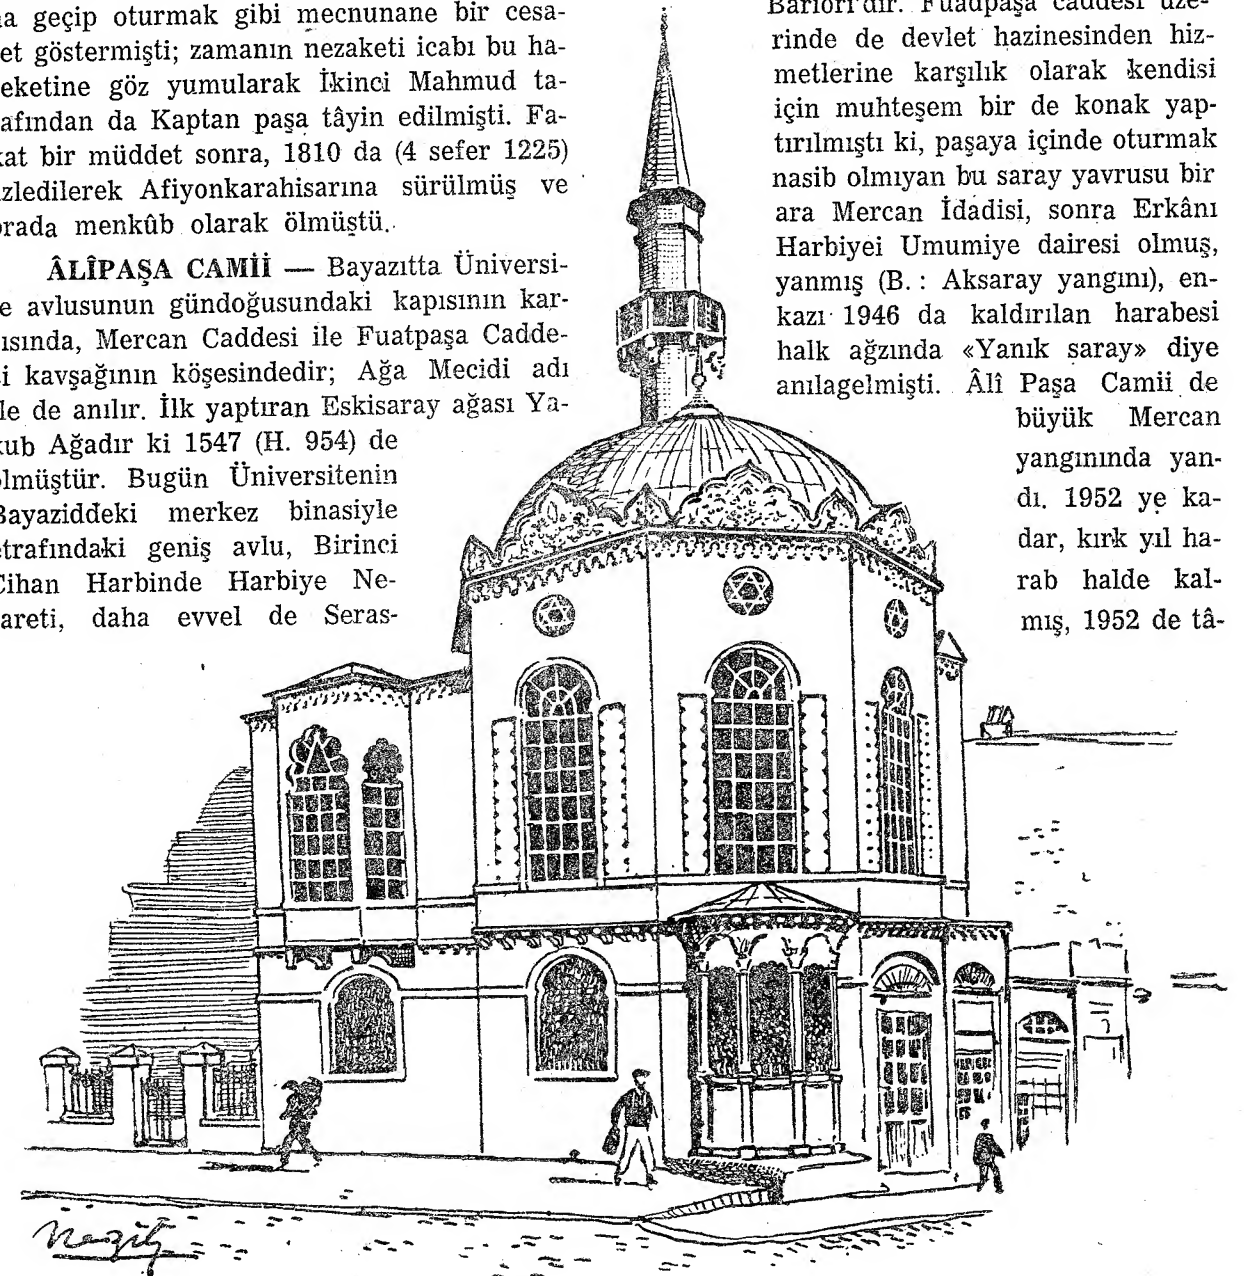 geçip oturmak gibi mecnunane bir cesa-
et göstermişti; zamanın nezaketi icabı bu ha-
eketine göz yumularak İkinci Mahmud ta-
afından da Kaptan paşa tâyin edilmişti. Fa-
kat bir müddet sonra, 1810 da (4 sefer 1225)
zledilerek Afiyonkarahisarına sürülmüş ve
orada menkûb olarak ölmüştü.
ÂLÎPAŞA CAMİİ — Bayazıtta Üniversi-
e avlusunun gündoğusundaki kapısının kar-
ısında, Mercan Caddesi ile Fuatpaşa Cadde-
i kavşağının köşesindedir; Ağa Mecidi adı
le de anılır. İlk yaptıran Eskisaray ağası Ya-
kub Ağadır ki 1547 (H. 954) de
ölmüştür. Bugün Üniversitenin
Bayaziddeki merkez binasiyle
etrafındaki geniş avlu, Birinci
Cihan Harbinde Harbiye Ne-
areti, daha evvel de Seras-
Bariori'dir. Fuadpaşa caddesi üze-
rinde de devlet hazinesinden hiz-
metlerine karşılık olarak kendisi
için muhteşem bir de konak yap-
tırılmıştı ki, paşaya içinde oturmak
nasib olmıyan bu saray yavrusu bir
ara Mercan İdadisi, sonra Erkânı
Harbiyei Umumiye dairesi olmuş,
yanmış (B. : Aksaray yangını), en-
kazı 1946 da kaldırılan harabesi
halk ağzında «Yanık saray» diye
anılagelmişti. Âlî Paşa Camii de
büyük Mercan
yangınında yan-
dı. 1952 ye ka-
dar, kırk yıl ha-
rab halde kal-
mış, 1952 de tâ-
Nezih